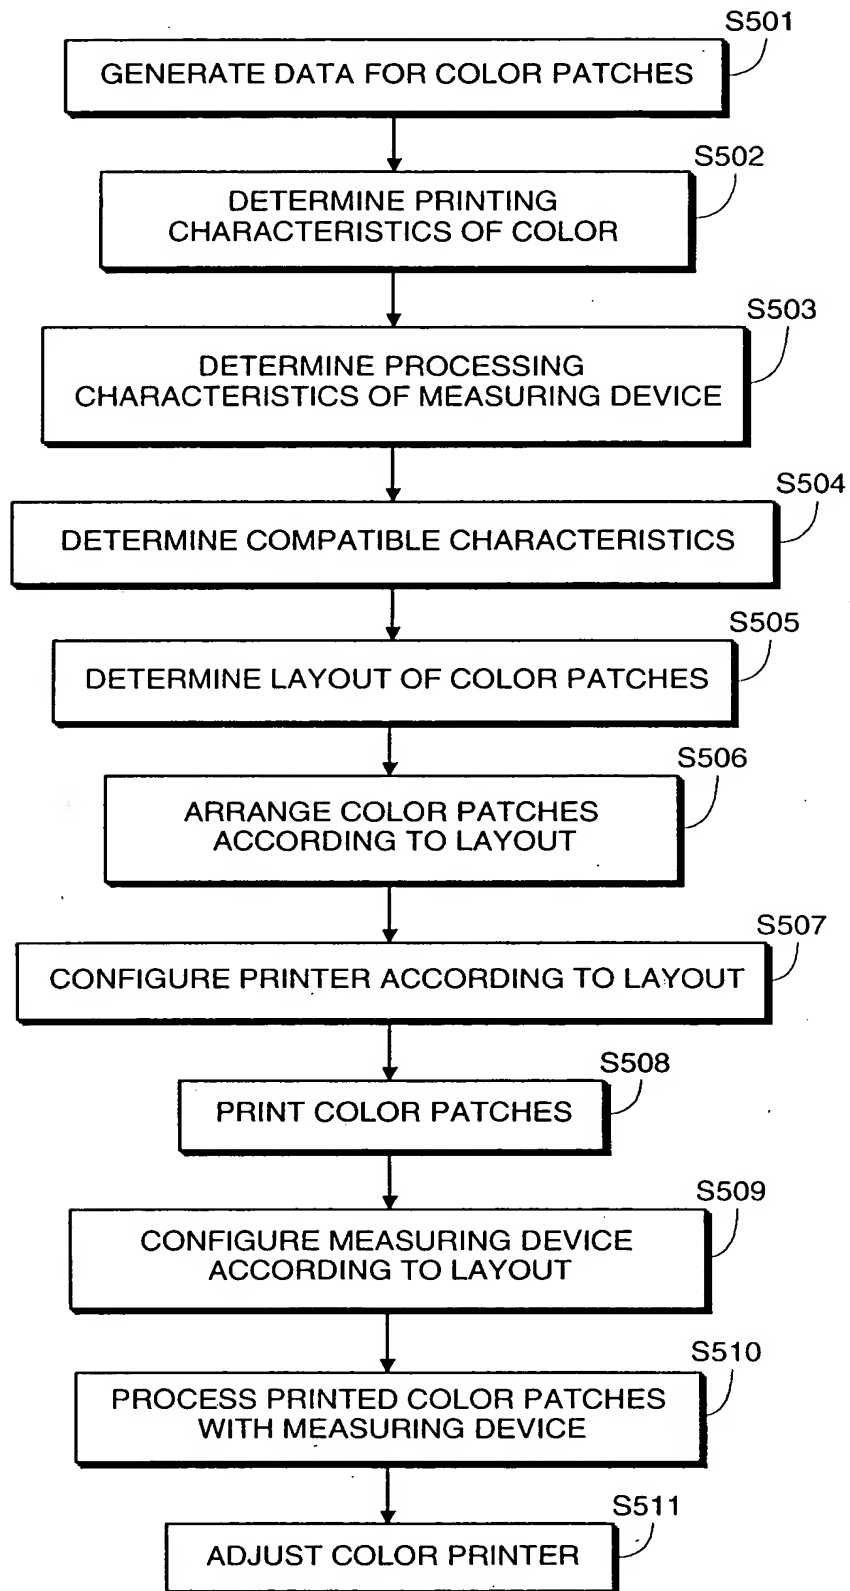 S501
GENERATE DATA FOR COLOR PATCHES
S502
DETERMINE PRINTING
CHARACTERISTICS OF COLOR
S503
DETERMINE PROCESSING
CHARACTERISTICS OF MEASURING DEVICE
S504
DETERMINE COMPATIBLE CHARACTERISTICS
S505
DETERMINE LAYOUT OF COLOR PATCHES
S506
ARRANGE COLOR PATCHES
ACCORDING TO LAYOUT
S507
CONFIGURE PRINTER ACCORDING TO LAYOUT
S508
PRINT COLOR PATCHES
S509
CONFIGURE MEASURING DEVICE
ACCORDING TO LAYOUT
S510
PROCESS PRINTED COLOR PATCHES
WITH MEASURING DEVICE
S511
ADJUST COLOR PRINTER